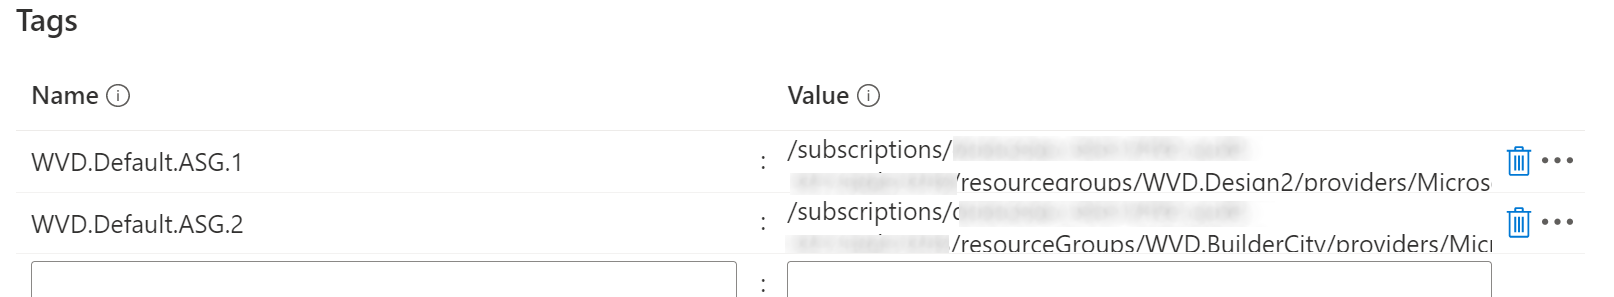 Tags
Name
Value
WVD.Default.ASG.1
:
/subscriptions/
/resourcegroups/WVD.Design2/providers/Micros
WVD.Default.ASG.2
:
/subscriptions/
/resourceGroups/WVD.BuilderCity/providers/Mic
: